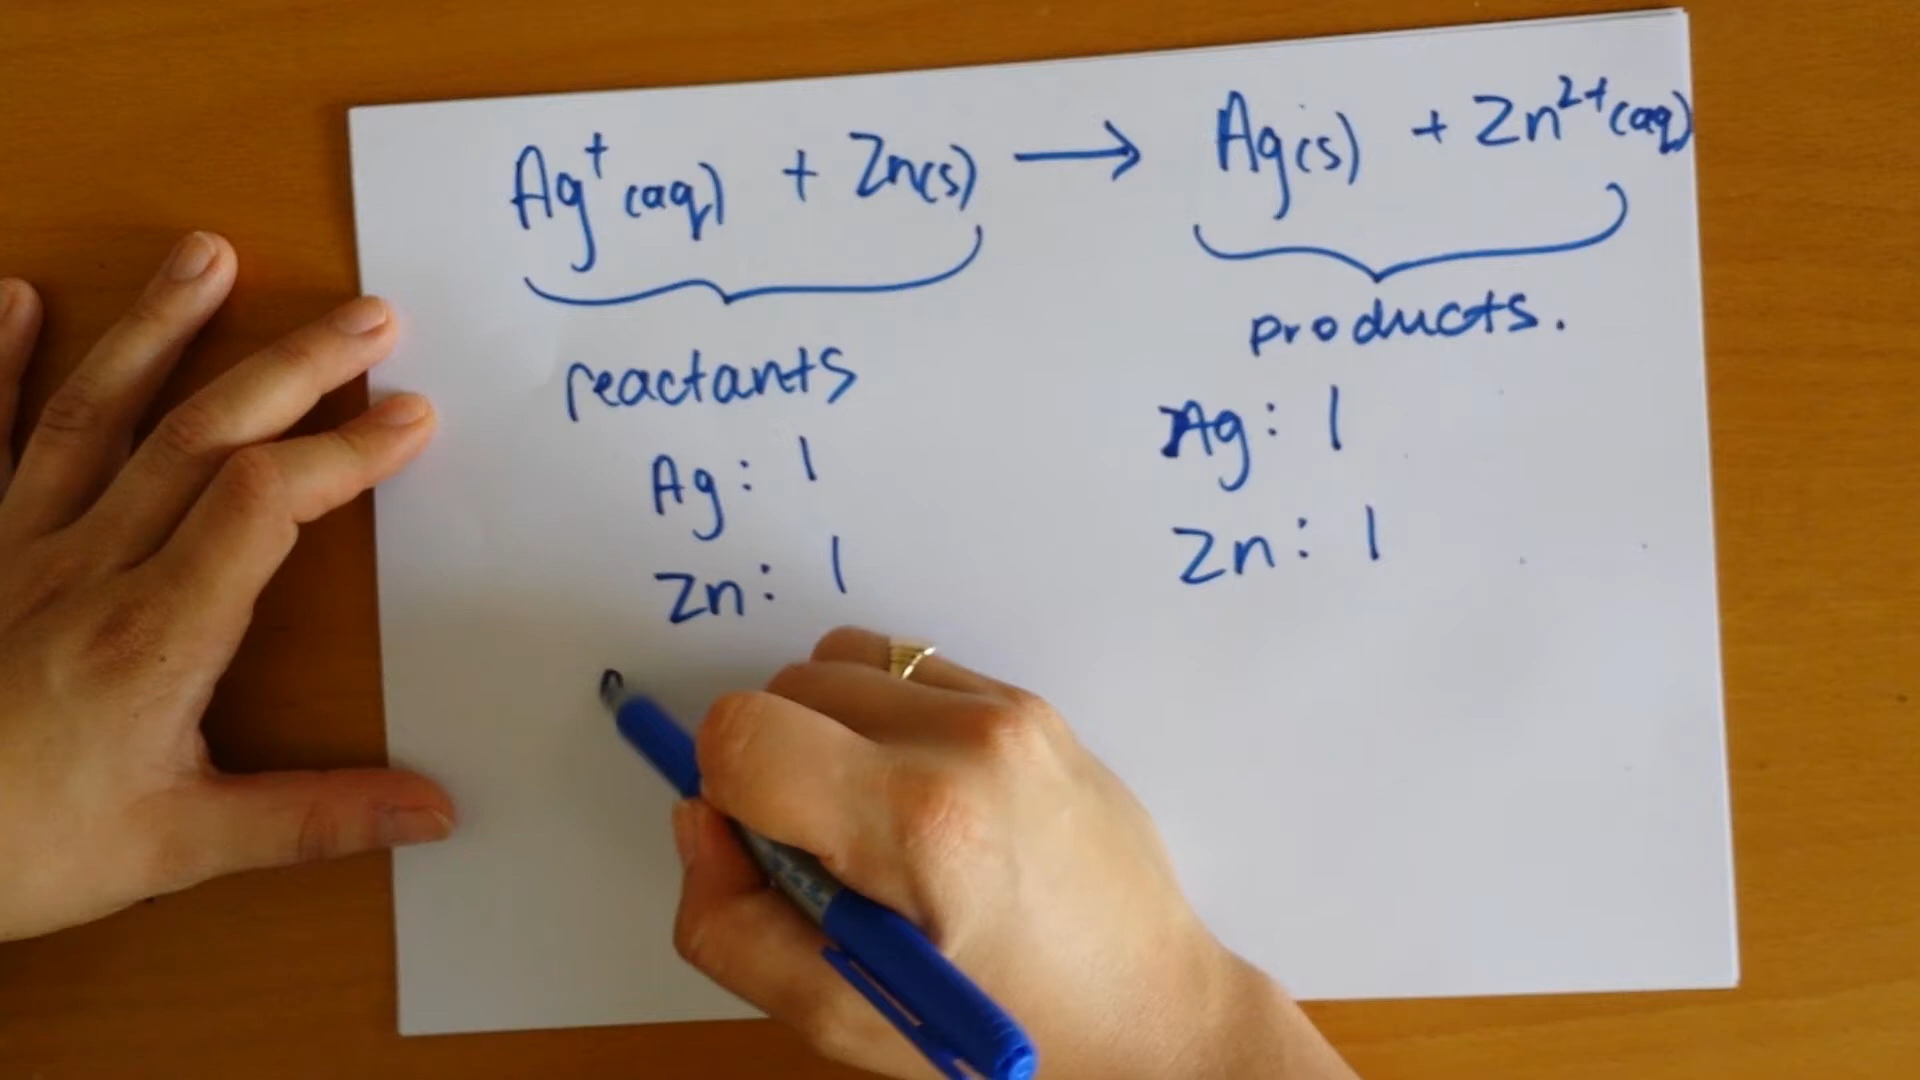 Ag⁺(aq) + Zn(s) → Ag(s) + Zn²⁺(aq)
reactants
products.
Ag: 1
Ag: 1
Zn: 1
Zn: 1